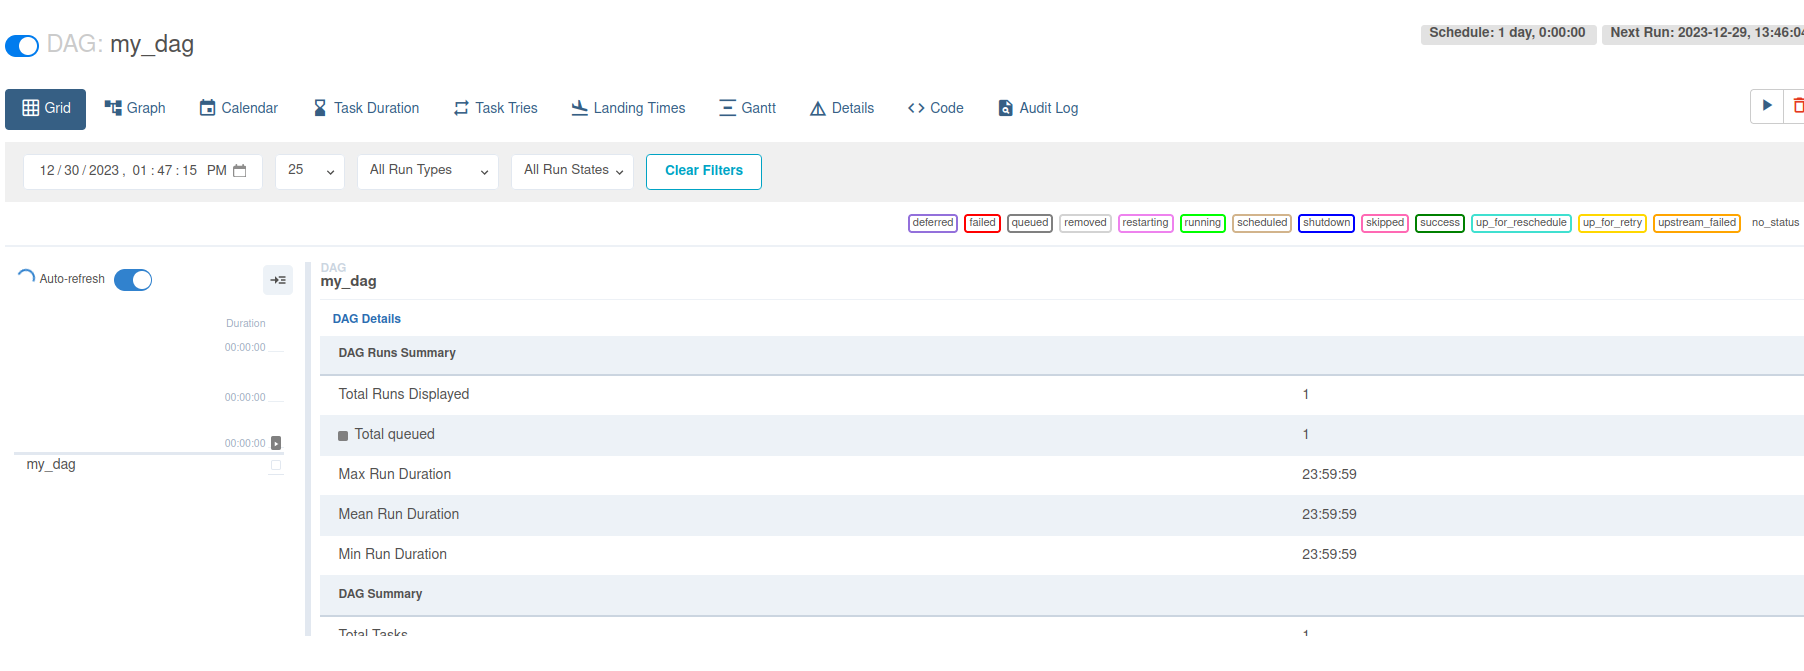 DAG: my_dag
Schedule: 1 day, 0:00:00
Next Run: 2023-12-29, 13:46:04
Grid
Graph
Calendar
Task Duration
Task Tries
Landing Times
Gantt
Details
Code
Audit Log
12 / 30 / 2023 , 01 : 47 : 15 PM
25
All Run Types
All Run States
Clear Filters
deferred
failed
queued
removed
restarting
running
scheduled
shutdown
skipped
success
up_for_reschedule
up_for_retry
upstream_failed
no_status
Auto-refresh
Duration
00:00:00
00:00:00
00:00:00
my_dag
DAG
my_dag
DAG Details
DAG Runs Summary
Total Runs Displayed 1
Total queued 1
Max Run Duration 23:59:59
Mean Run Duration 23:59:59
Min Run Duration 23:59:59
DAG Summary
Total Tasks 1